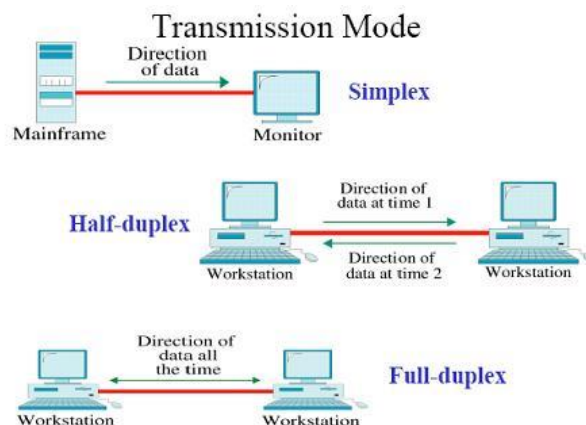 Transmission Mode
Direction
of data
Simplex
Mainframe
Monitor
Half-duplex
Direction of
data at time 1
Direction of
data at time 2
Workstation
Workstation
Direction of
data all
the time
Full-duplex
Workstation
Workstation